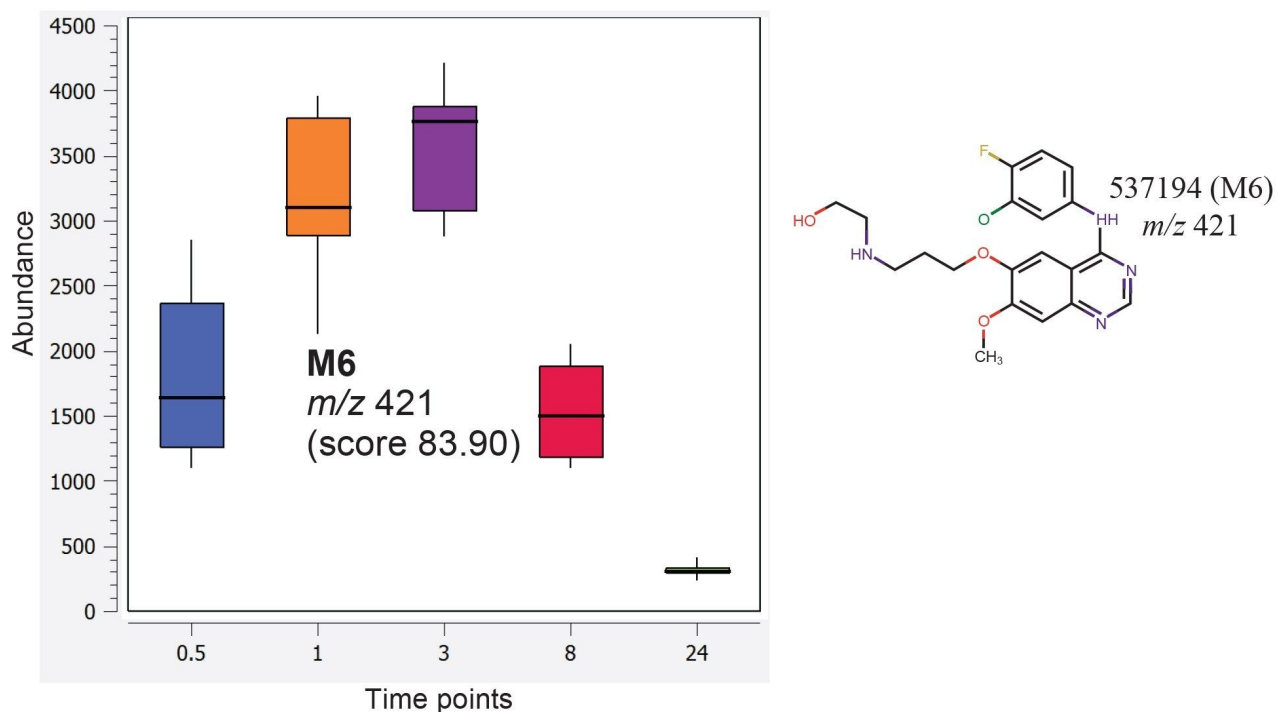 4500
4000
3500
3000
2500
2000
1500
1000
500
0
Abundance
M6
m/z 421
(score 83.90)
0.5 1 3 8 24
Time points
F
O
HO
HN
O
O
CH3
NH
N
N
537194 (M6)
m/z 421